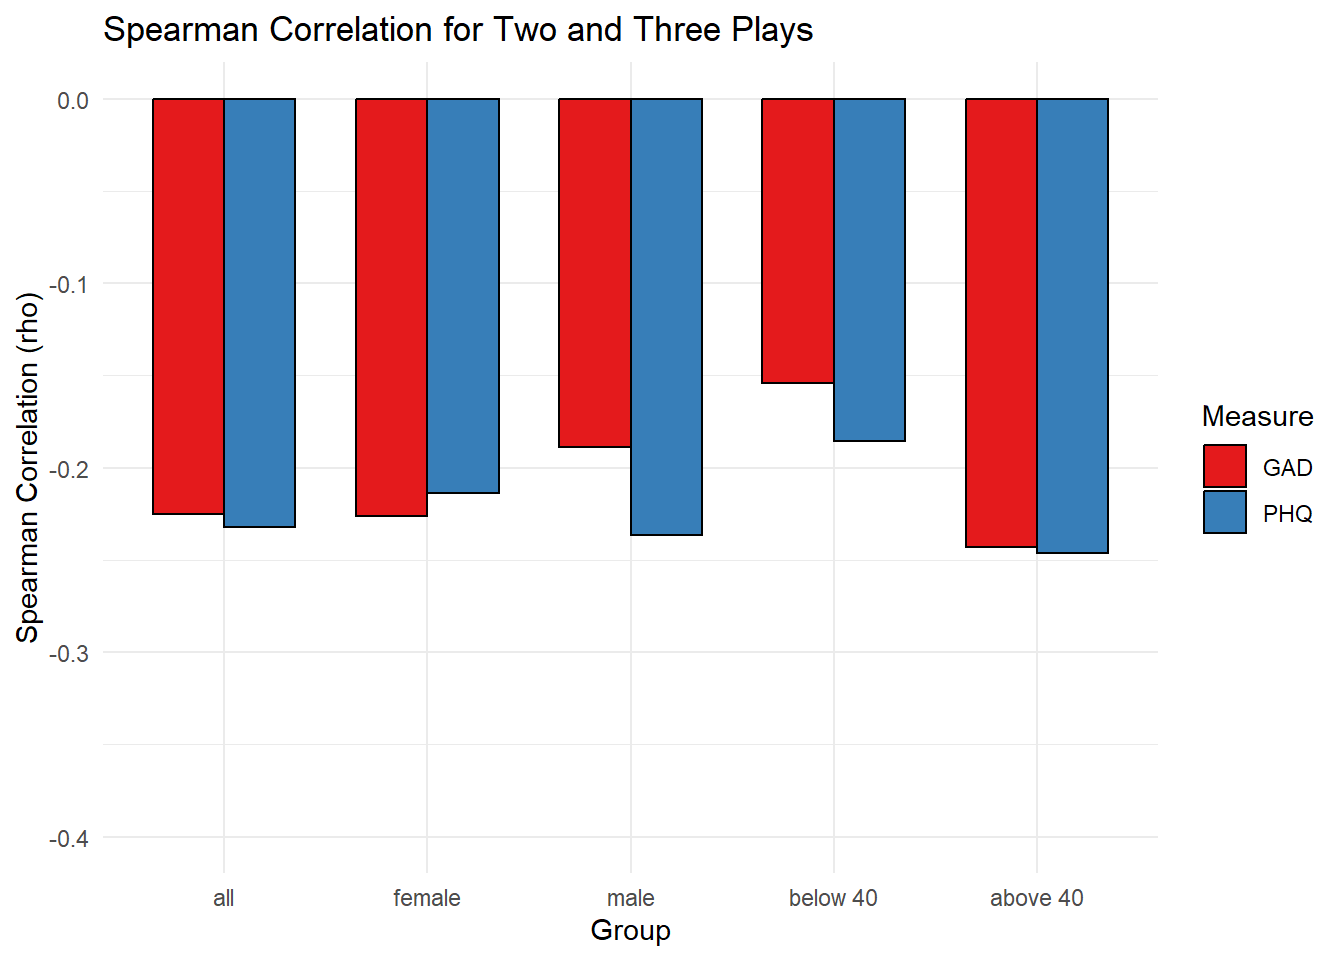 Spearman Correlation for Two and Three Plays
Spearman Correlation (rho)
0.0
-0.1
-0.2
-0.3
-0.4
all
female
male
below 40
above 40
Group
Measure
GAD
PHQ